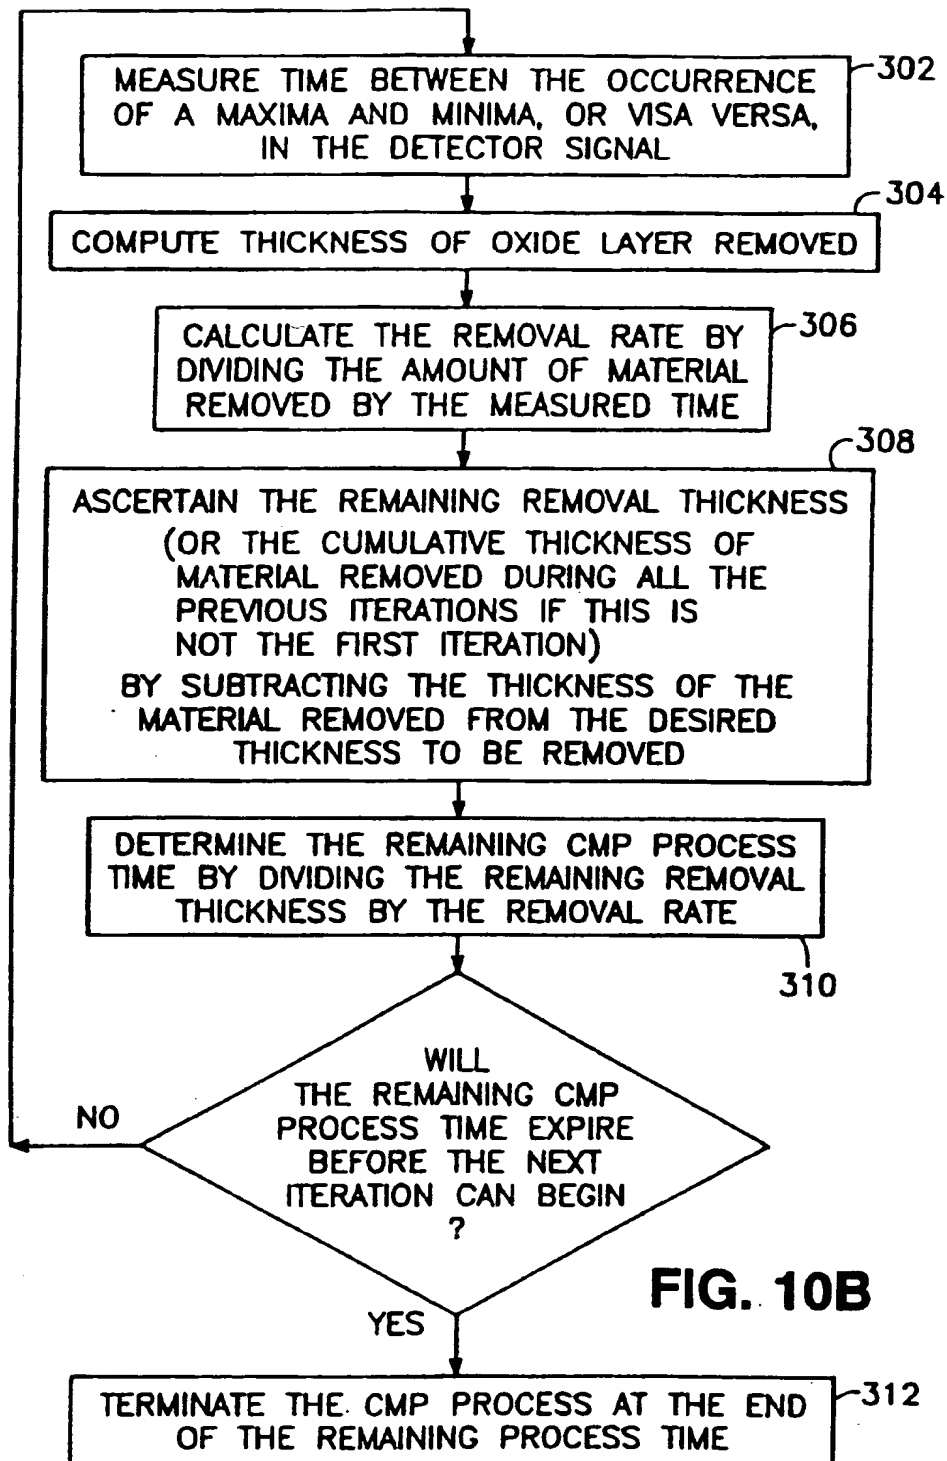 MEASURE TIME BETWEEN THE OCCURRENCE
OF A MAXIMA AND MINIMA, OR VISA VERSA,
IN THE DETECTOR SIGNAL
302
COMPUTE THICKNESS OF OXIDE LAYER REMOVED
304
CALCULATE THE REMOVAL RATE BY
DIVIDING THE AMOUNT OF MATERIAL
REMOVED BY THE MEASURED TIME
306
308
ASCERTAIN THE REMAINING REMOVAL THICKNESS
(OR THE CUMULATIVE THICKNESS OF
MATERIAL REMOVED DURING ALL THE
PREVIOUS ITERATIONS IF THIS IS
NOT THE FIRST ITERATION)
BY SUBTRACTING THE THICKNESS OF THE
MATERIAL REMOVED FROM THE DESIRED
THICKNESS TO BE REMOVED
DETERMINE THE REMAINING CMP PROCESS
TIME BY DIVIDING THE REMAINING REMOVAL
THICKNESS BY THE REMOVAL RATE
310
WILL
THE REMAINING CMP
PROCESS TIME EXPIRE
BEFORE THE NEXT
ITERATION CAN BEGIN
?
NO
FIG. 10B
YES
TERMINATE THE CMP PROCESS AT THE END
OF THE REMAINING PROCESS TIME
312